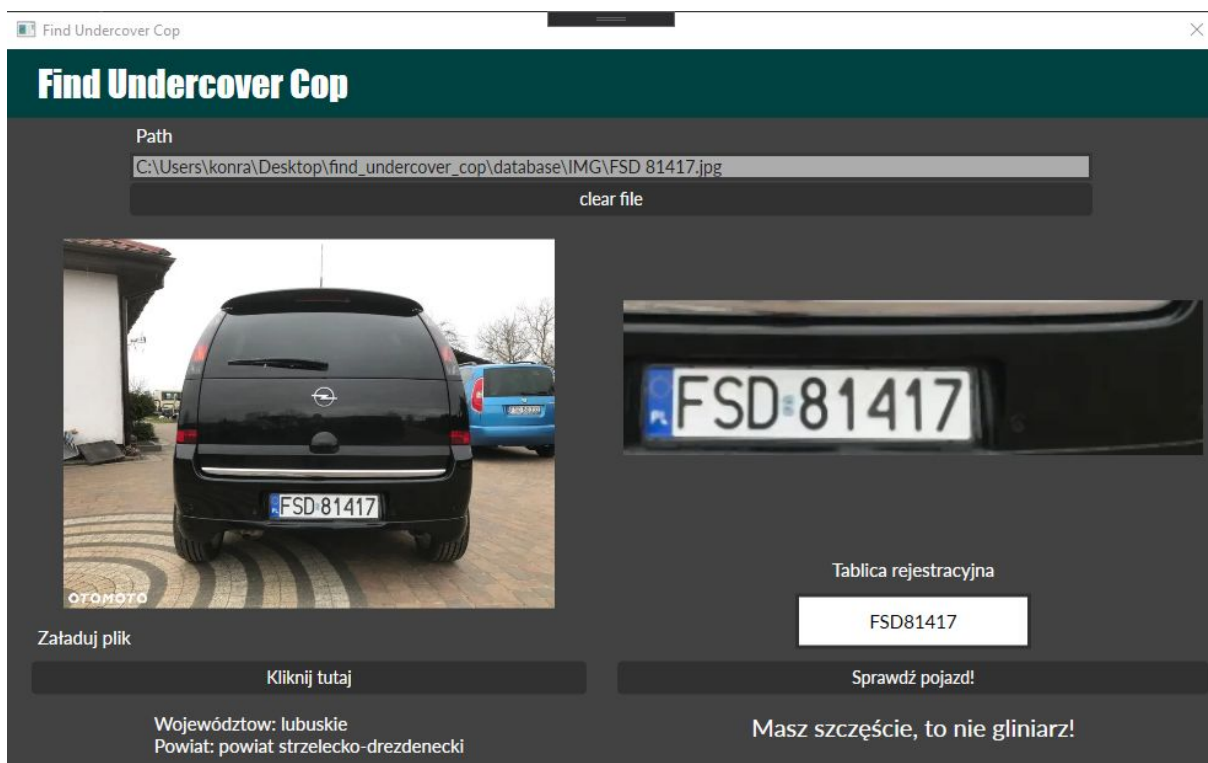 Find Undercover Cop
Find Undercover Cop
Path
C:\Users\konra\Desktop\find_undercover_cop\database\IMG\FSD 81417.jpg
clear file
FSD 81417
PL
OTOMOTO
FSD 81417
PL
Tablica rejestracyjna
FSD81417
Załaduj plik
Kliknij tutaj
Sprawdź pojazd!
Województow: lubuskie
Powiat: powiat strzelecko-drezdenecki
Masz szczęście, to nie gliniarz!